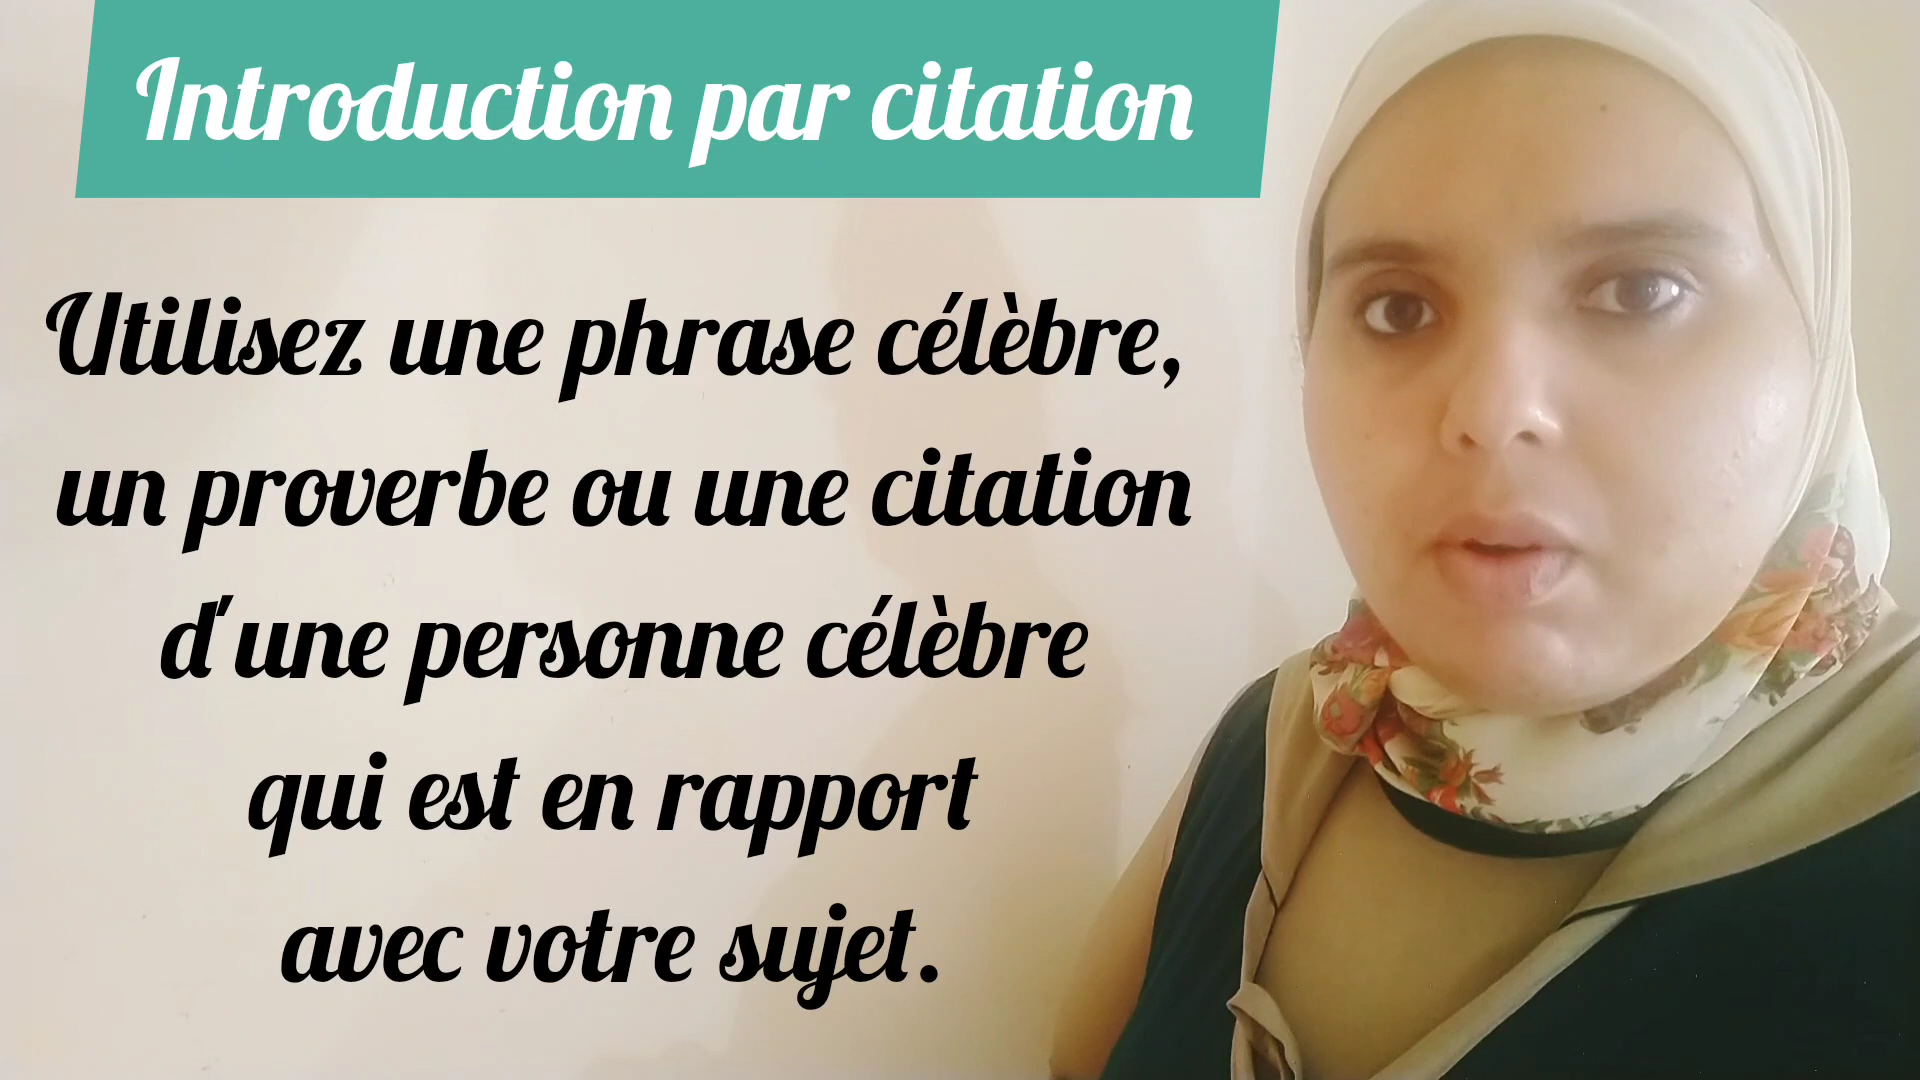 Introduction par citation
Utilisez une phrase célèbre,
un proverbe ou une citation
d'une personne célèbre
qui est en rapport
avec votre sujet.